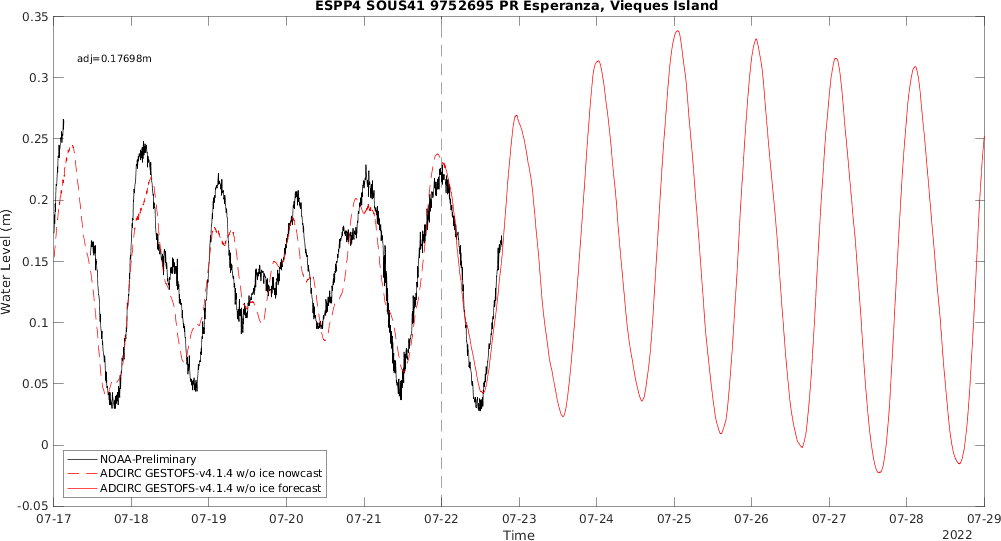 ESPP4 SOUS41 9752695 PR Esperanza, Vieques Island
adj=0.17698m
Water Level (m)
0.35
0.3
0.25
0.2
0.15
0.1
0.05
0
-0.05
NOAA-Preliminary
ADCIRC GESTOFS-v4.1.4 w/o ice nowcast
ADCIRC GESTOFS-v4.1.4 w/o ice forecast
07-17 07-18 07-19 07-20 07-21 07-22 07-23 07-24 07-25 07-26 07-27 07-28 07-29
Time
2022